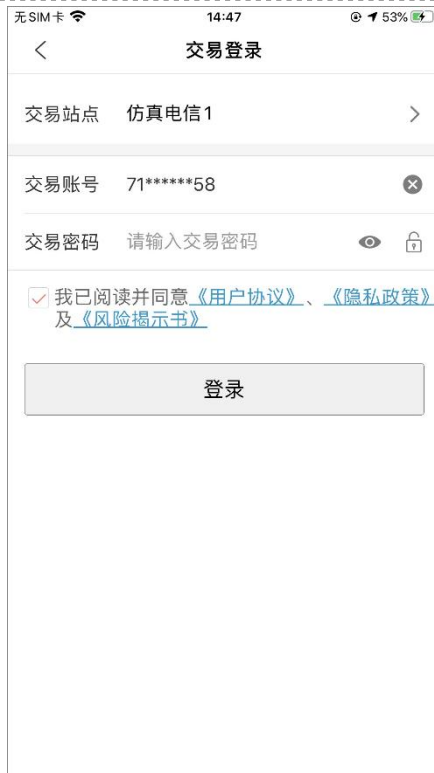 无SIM卡 14:47 53%
交易登录
交易站点 仿真电信1
交易账号 71******58
交易密码 请输入交易密码
我已阅读并同意《用户协议》、《隐私政策》
及《风险揭示书》
登录